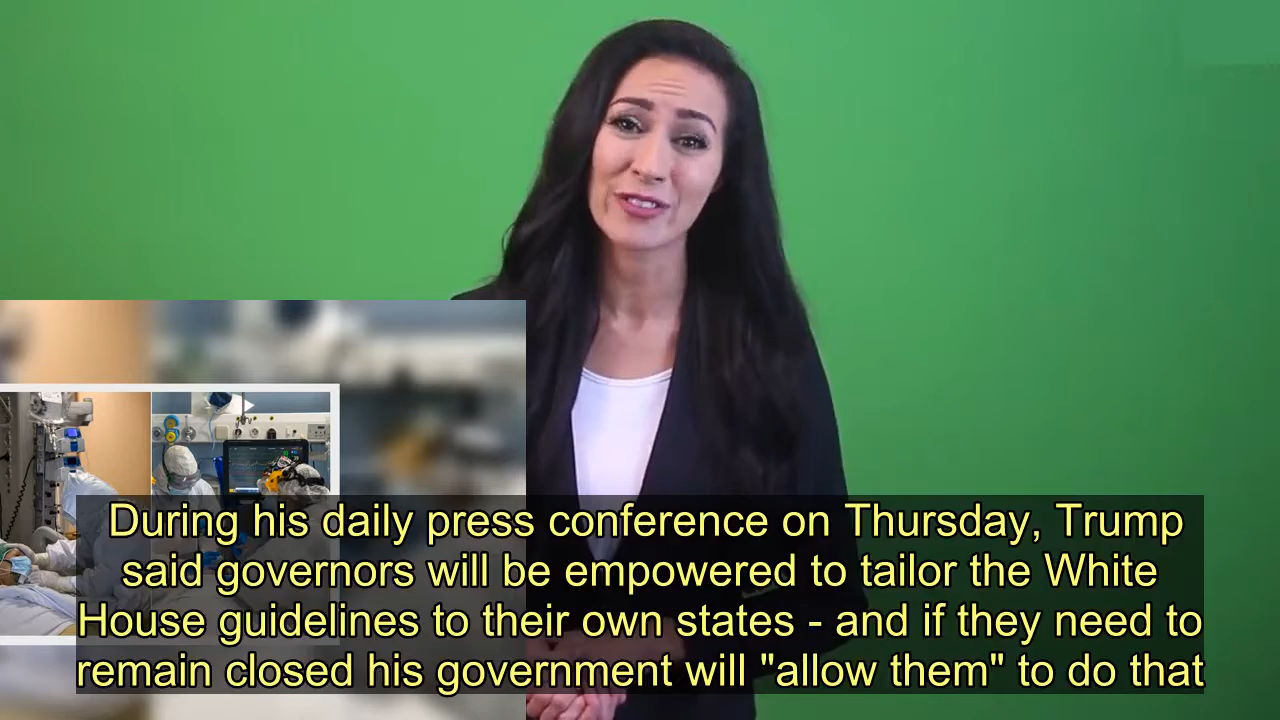 During his daily press conference on Thursday, Trump
said governors will be empowered to tailor the White
House guidelines to their own states - and if they need to
remain closed his government will "allow them" to do that